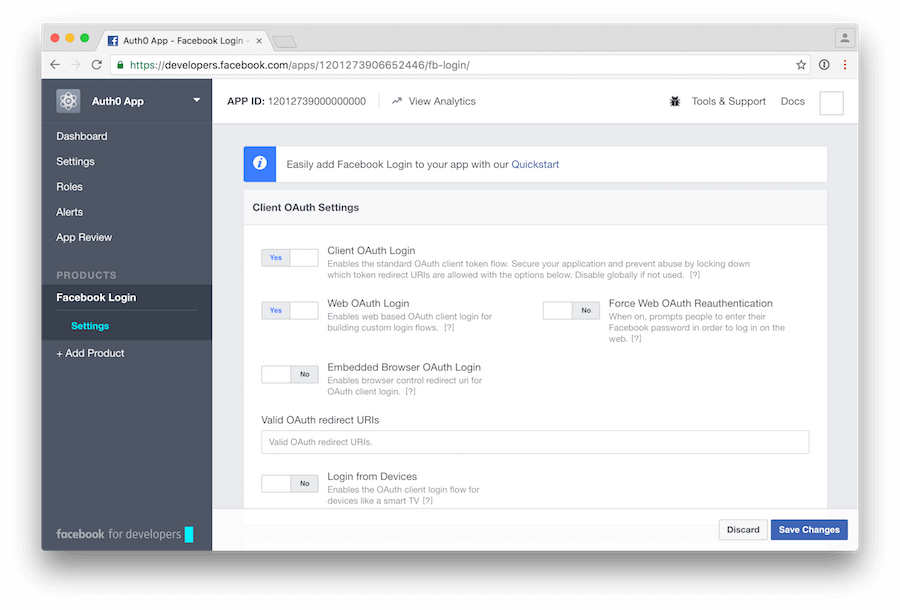 Auth0 App - Facebook Login -
https://developers.facebook.com/apps/1201273906652446/fb-login/
Auth0 App
APP ID: 12012739000000000
View Analytics
Tools & Support
Docs
Dashboard
Settings
Roles
Alerts
App Review
PRODUCTS
Facebook Login
Settings
+ Add Product
facebook for developers
Easily add Facebook Login to your app with our Quickstart
Client OAuth Settings
Yes
Client OAuth Login
Enables the standard OAuth client token flow. Secure your application and prevent abuse by locking down
which token redirect URIs are allowed with the options below. Disable globally if not used. [?]
Yes
Web OAuth Login
Enables web based OAuth client login for
building custom login flows. [?]
No
Force Web OAuth Reauthentication
When on, prompts people to enter their
Facebook password in order to log in on the
web. [?]
No
Embedded Browser OAuth Login
Enables browser control redirect uri for
OAuth client login. [?]
Valid OAuth redirect URIs
Valid OAuth redirect URIs.
No
Login from Devices
Enables the OAuth client login flow for
devices like a smart TV [?]
Discard
Save Changes